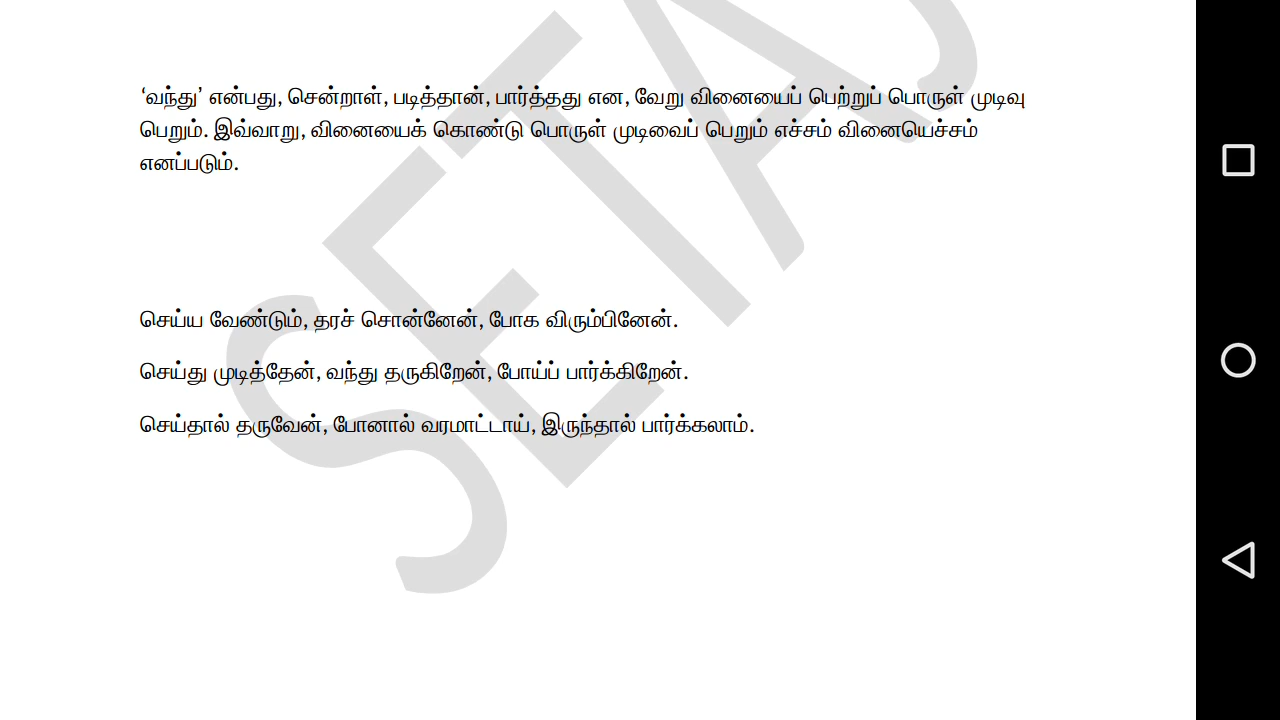 ‘வந்து’ என்பது, சென்றாள், படித்தான், பார்த்தது என, வேறு வினையைப் பெற்றுப் பொருள் முடிவு
பெறும். இவ்வாறு, வினையைக் கொண்டு பொருள் முடிவைப் பெறும் எச்சம் வினையெச்சம்
எனப்படும்.
செய்ய வேண்டும், தரச் சொன்னேன், போக விரும்பினேன்.
செய்து முடித்தேன், வந்து தருகிறேன், போய்ப் பார்க்கிறேன்.
செய்தால் தருவேன், போனால் வரமாட்டாய், இருந்தால் பார்க்கலாம்.
SETAS